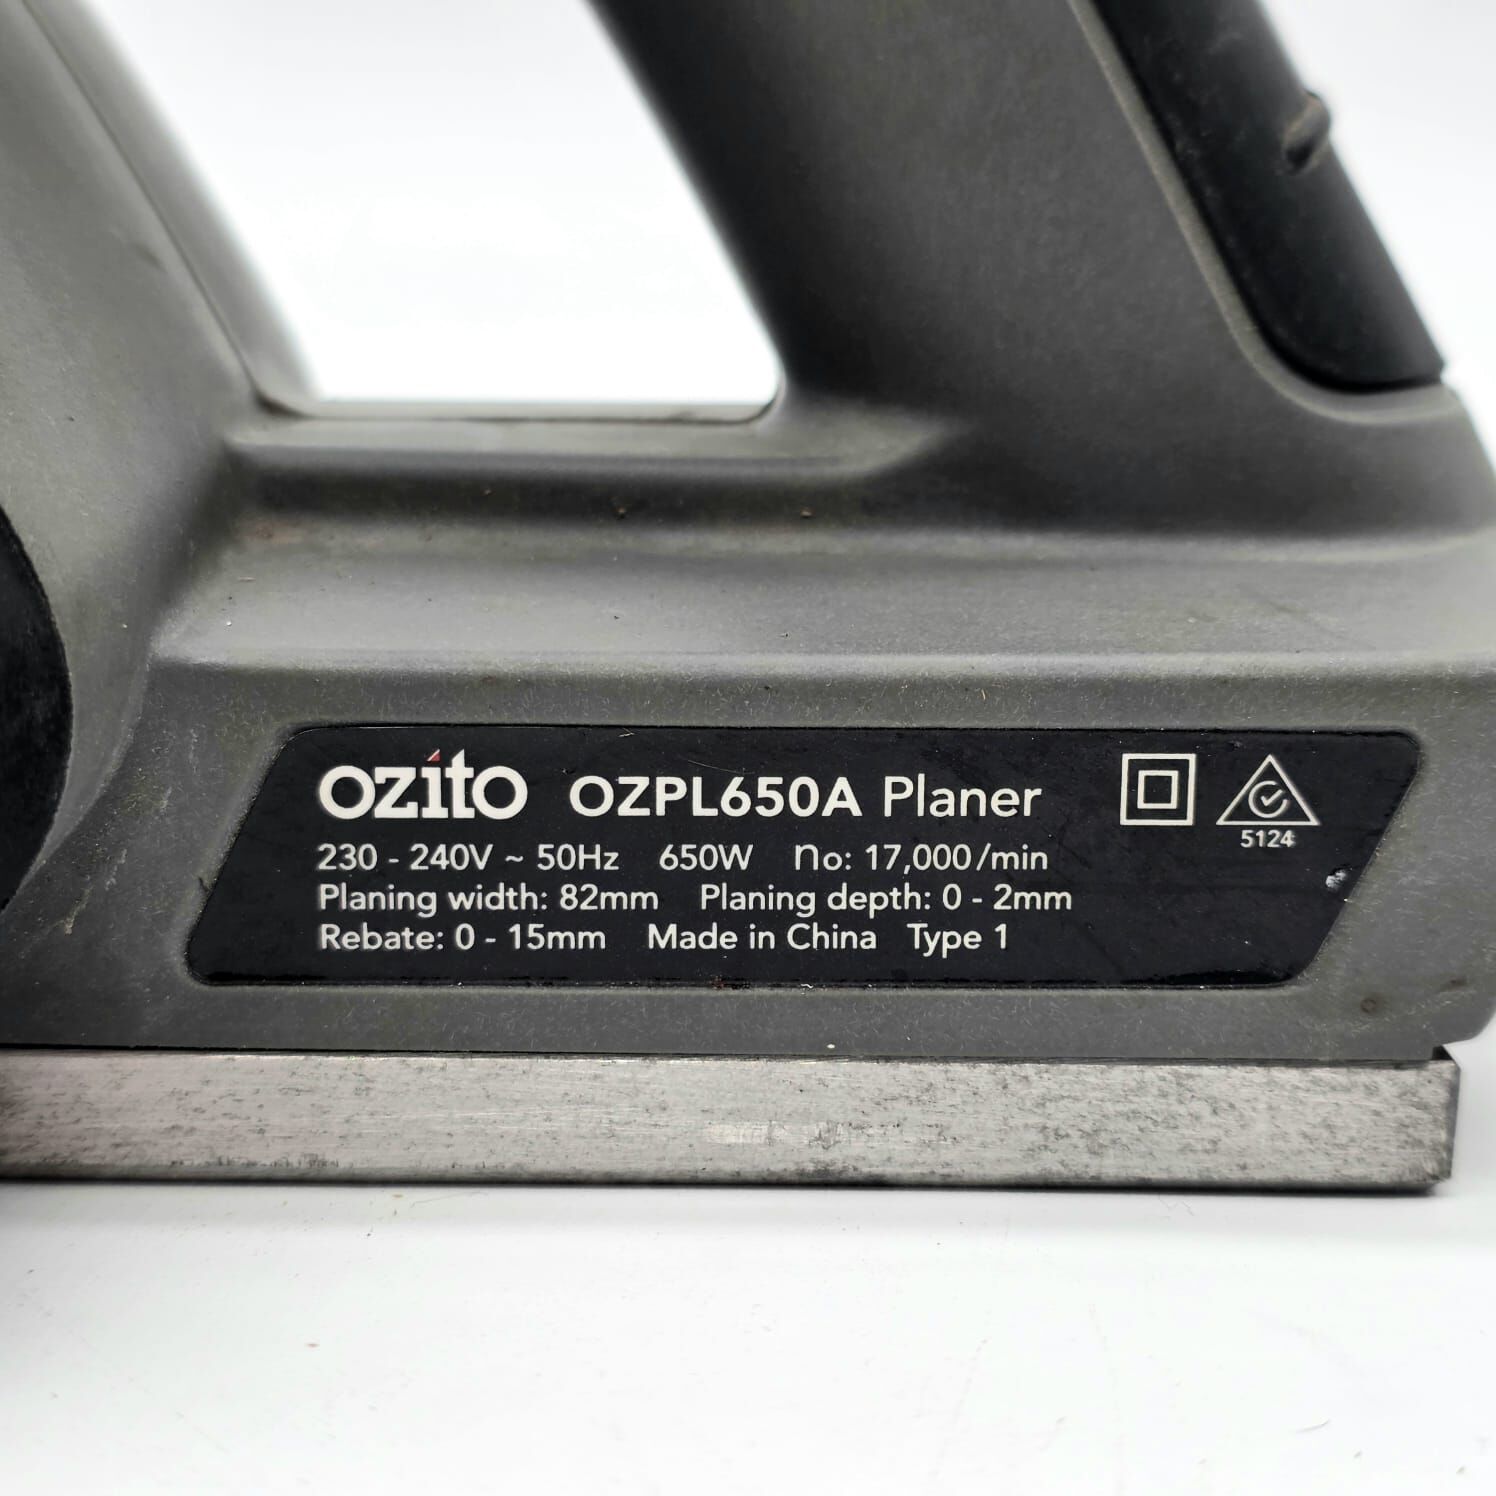 ozito OZPL650A Planer
230 - 240V ~ 50Hz 650W no: 17,000/min
Planing width: 82mm Planing depth: 0 - 2mm
Rebate: 0 - 15mm Made in China Type 1
5124